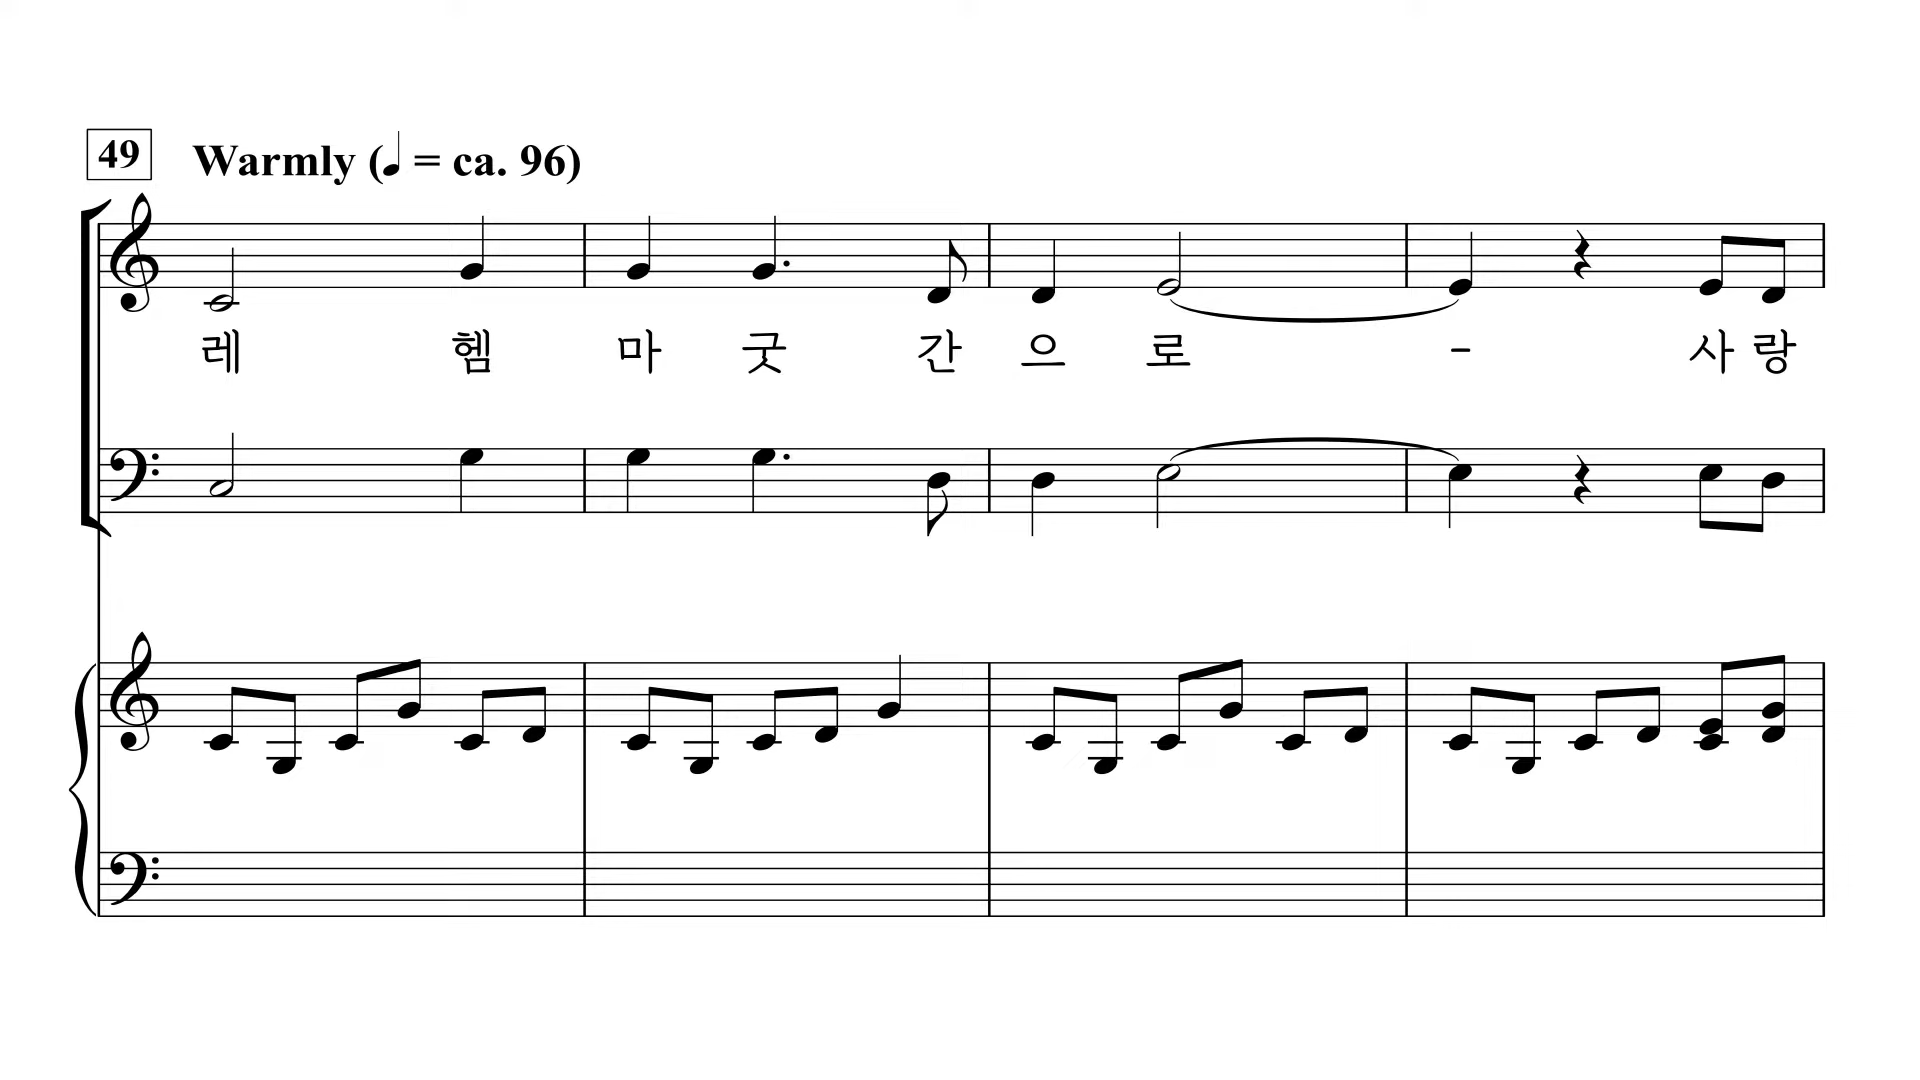 49 Warmly (♩ = ca. 96)
레 헴 마 굿 간 으 로 - 사 랑